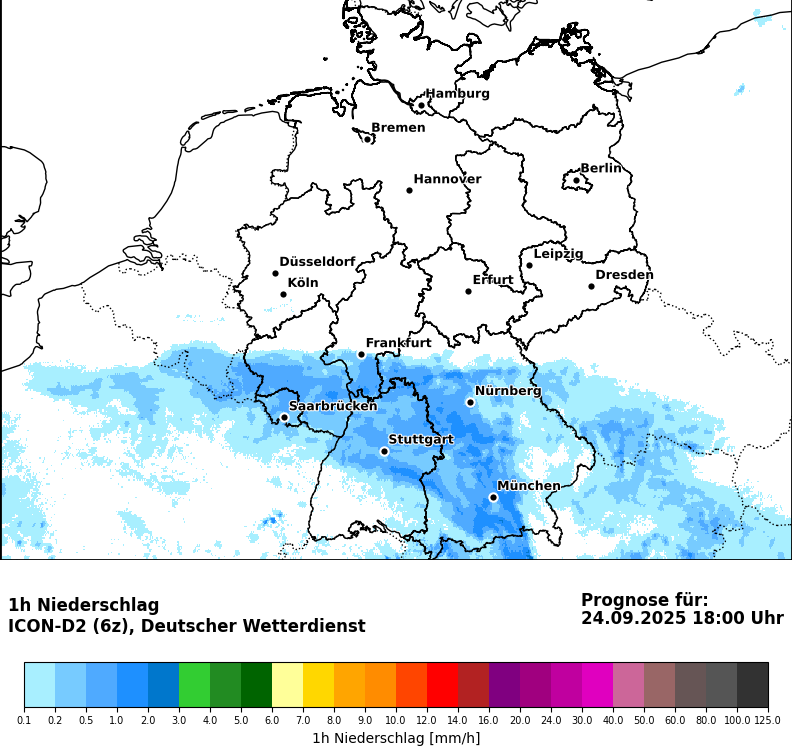 Hamburg
Bremen
Berlin
Hannover
Leipzig
Düsseldorf
Dresden
Köln
Erfurt
Frankfurt
Nürnberg
Saarbrücken
Stuttgart
München
1h Niederschlag
ICON-D2 (6z), Deutscher Wetterdienst
Prognose für:
24.09.2025 18:00 Uhr
0.1 0.2 0.5 1.0 2.0 3.0 4.0 5.0 6.0 7.0 9.0 10.0 12.0 14.0 16.0 20.0 24.0 30.0 40.0 50.0 60.0 80.0 100.0 125.0
1h Niederschlag [mm/h]